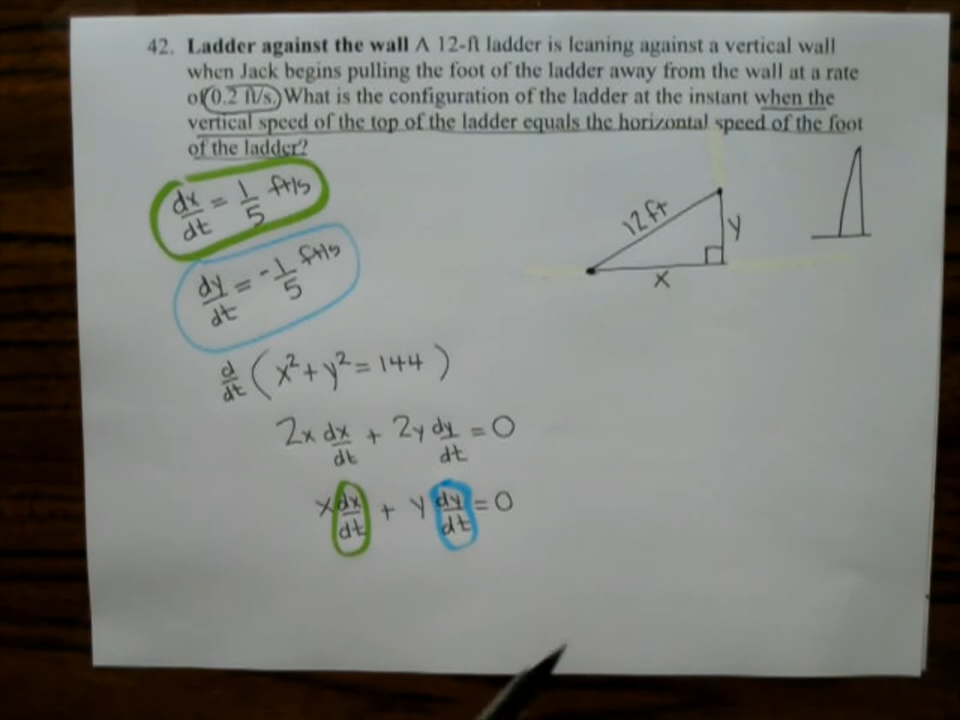 42. Ladder against the wall A 12-ft ladder is leaning against a vertical wall
when Jack begins pulling the foot of the ladder away from the wall at a rate
of 0.2 ft/s. What is the configuration of the ladder at the instant when the
vertical speed of the top of the ladder equals the horizontal speed of the foot
of the ladder?
dx/dt = 1/5 ft/s
12 ft
y
x
dy/dt = -1/5 ft/s
d/dt (x² + y² = 144)
2x dx/dt + 2y dy/dt = 0
x dx/dt + y dy/dt = 0